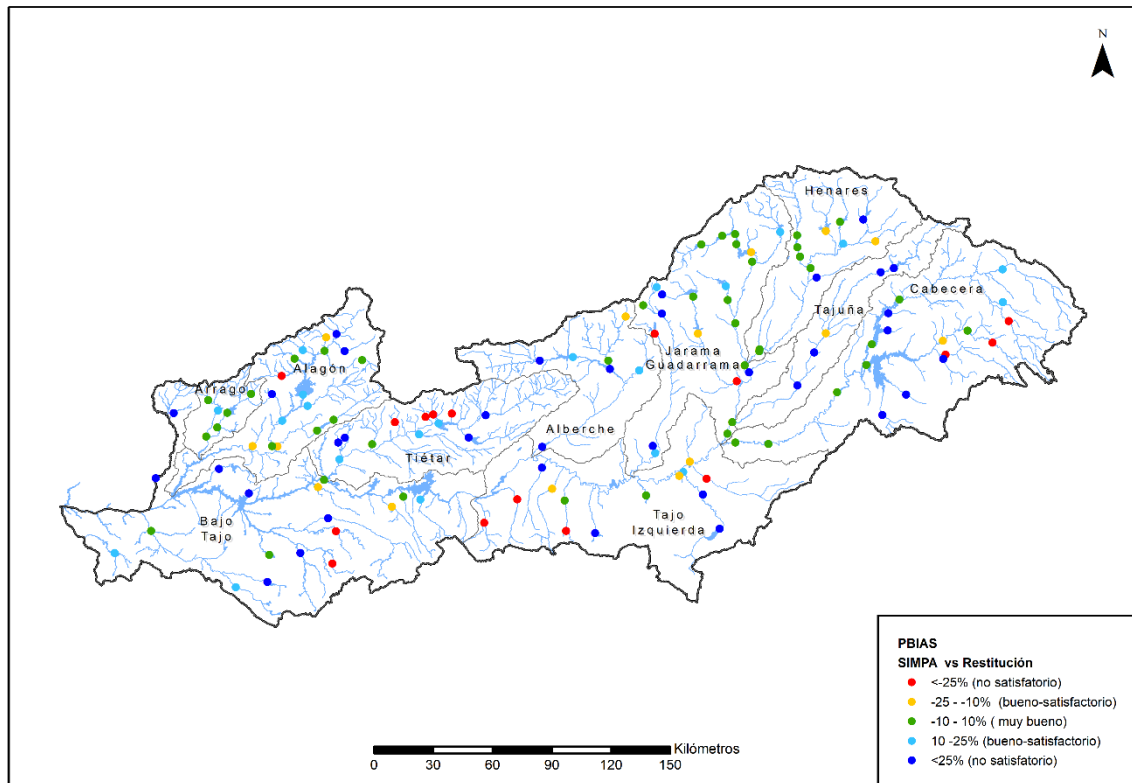 N
Henares
Cabecera
Tajuña
Jarama
Guadarrama
Alagón
Arrago
Alberche
Tiétar
Tajo
Izquierda
Bajo
Tajo
PBIAS
SIMPA vs Restitución
<-25% (no satisfatorio)
-25 - -10% (bueno-satisfactorio)
-10 - 10% ( muy bueno)
10 -25% (bueno-satisfactorio)
<25% (no satisfatorio)
Kilómetros
0 30 60 90 120 150